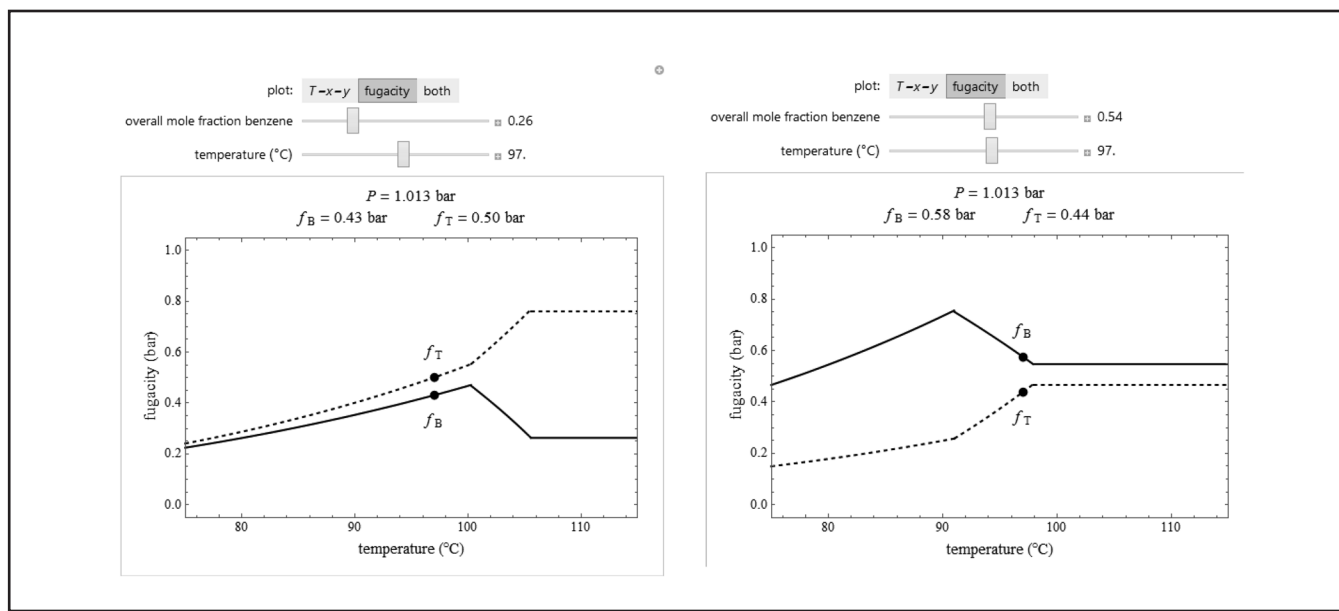 plot: T-x-y fugacity both
overall mole fraction benzene 0.26
temperature (°C) 97.
P = 1.013 bar
f_B = 0.43 bar f_T = 0.50 bar
1.0
0.8
0.6
0.4
0.2
0.0
fugacity (bar)
f_T
f_B
80 90 100 110
temperature (°C)
plot: T-x-y fugacity both
overall mole fraction benzene 0.54
temperature (°C) 97.
P = 1.013 bar
f_B = 0.58 bar f_T = 0.44 bar
1.0
0.8
0.6
0.4
0.2
0.0
fugacity (bar)
f_B
f_T
80 90 100 110
temperature (°C)